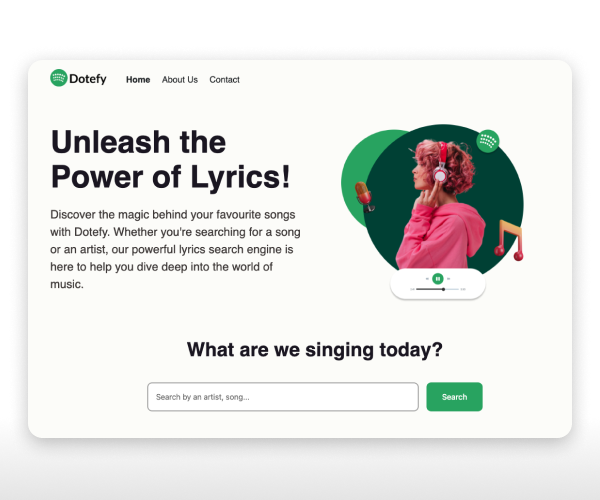 Dotefy
Home About Us Contact
Unleash the
Power of Lyrics!
Discover the magic behind your favourite songs
with Dotefy. Whether you're searching for a song
or an artist, our powerful lyrics search engine is
here to help you dive deep into the world of
music.
What are we singing today?
Search by an artist, song...
Search